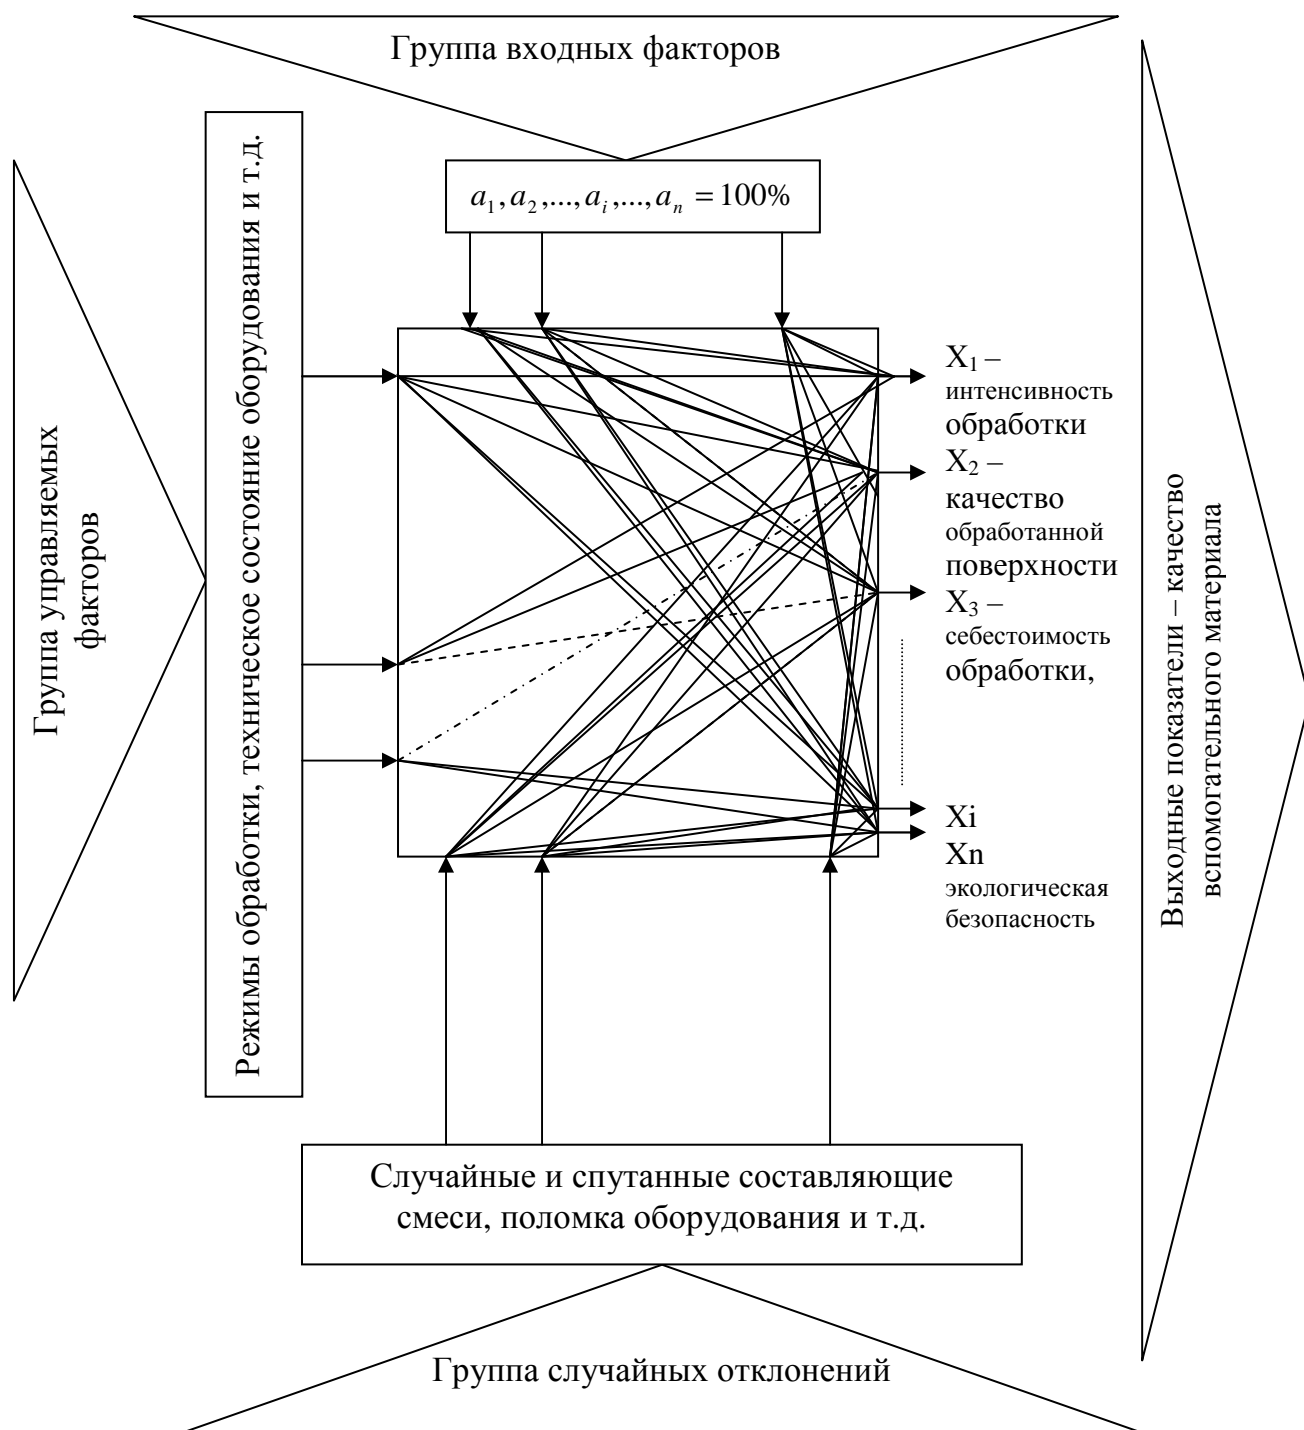 Группа входных факторов
a₁, a₂,..., aᵢ,..., aₙ = 100%
Группа управляемых
факторов
Режимы обработки, техническое состояние оборудования и т.д.
X₁ –
интенсивность
обработки
X₂ –
качество
обработанной
поверхности
X₃ –
себестоимость
обработки,
Xi
Xn
экологическая
безопасность
Выходные показатели – качество
вспомогательного материала
Случайные и спутанные составляющие
смеси, поломка оборудования и т.д.
Группа случайных отклонений